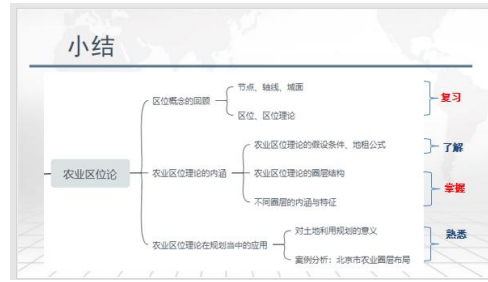 小结
节点、轴线、域面
区位概念的回顾
复习
区位、区位理论
农业区位理论的假设条件、地租公式
了解
农业区位论
农业区位理论的内涵
农业区位理论的圈层结构
掌握
不同圈层的内涵与特征
对土地利用规划的意义
熟悉
农业区位理论在规划当中的应用
案例分析：北京市农业圈层布局